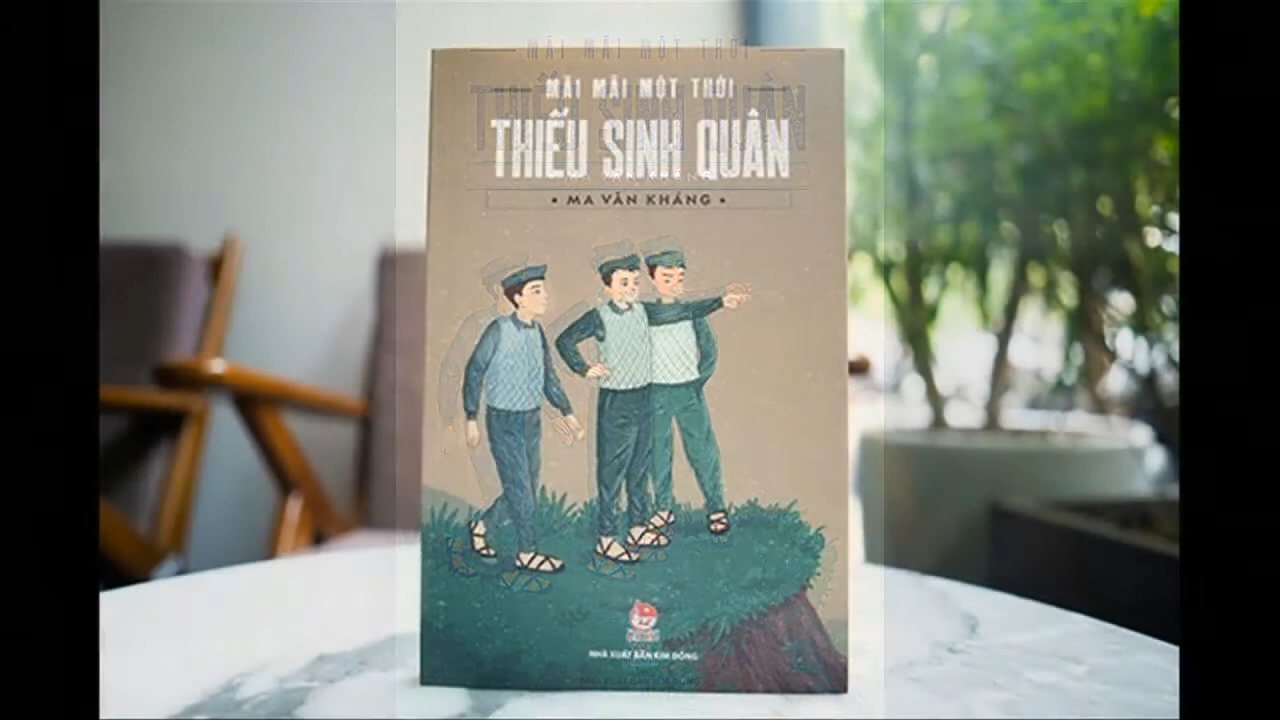 MÃI MÃI MỘT THỜI
THIẾU SINH QUÂN
• MA VĂN KHÁNG •
NHÀ XUẤT BẢN KIM ĐỒNG